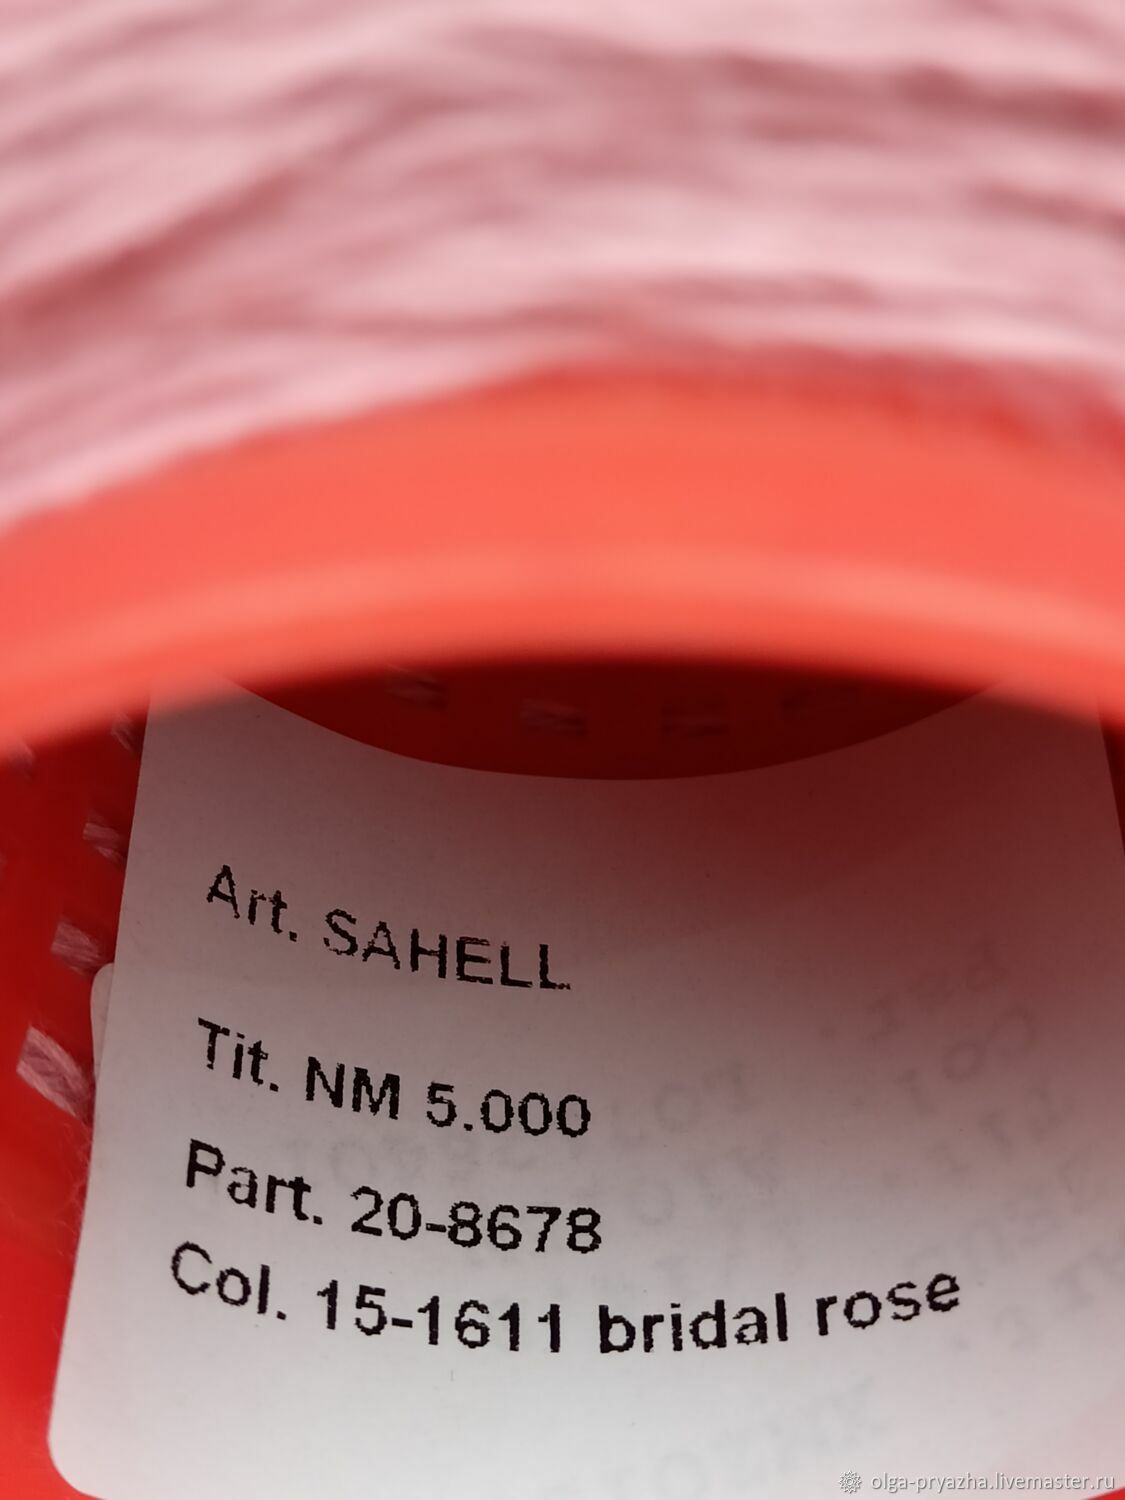 Art. SAHELL
Tit. NM 5.000
Part. 20-8678
Col. 15-1611 bridal rose
olga-pryazha.livemaster.ru